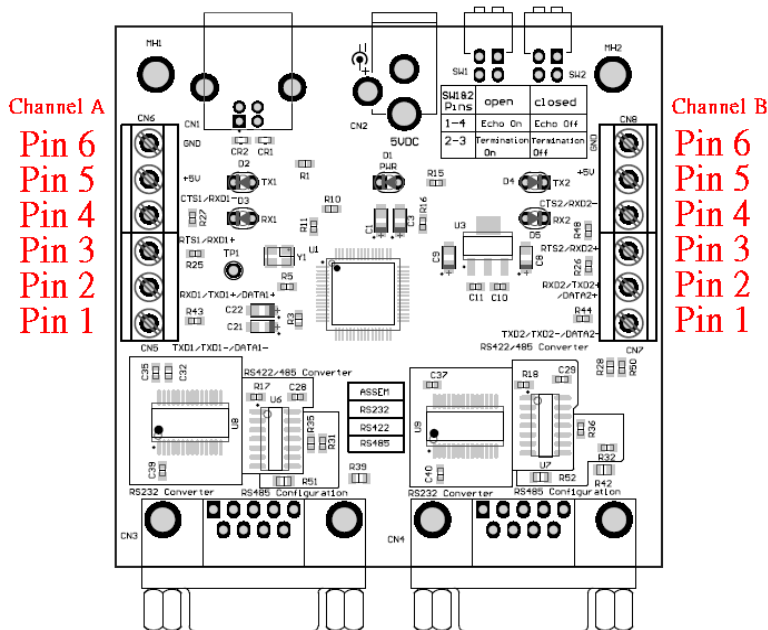 MH1
MH2
SW1
SW2
SW1&2 Pins open closed
1-4 Echo On Echo Off
2-3 Termination On Termination Off
Channel A
Channel B
CN6
CN1
CN2
5VDC
CN8
Pin 6
GND
CR2 CR1
GND
Pin 6
D2
R1
D1
PWR
R15
Pin 5
+5V
TX1
D4
TX2
+5V
Pin 5
CTS1/RXD1-
CTS2/RXD2-
Pin 4
R27
D3
RX1
R10
R11
C1
C3
R16
U3
RX2
D5
R48
Pin 4
RTS1/RXD1+
RTS2/RXD2+
Pin 3
R25
TP1
Y1
U1
C9
C8
R26
Pin 3
Pin 2
RXD1/TXD1+/DATA1+
R5
C11 C10
RXD2/TXD2+
/DATA2+
Pin 2
Pin 1
R43
C22
C21
R3
R44
Pin 1
TXD2/TXD2-/DATA2-
CN5
TXD1/TXD1-/DATA1-
RS422/485 Converter
CN7
C35
C32
RS422/485 Converter
R17
C28
U6
ASSEM
RS232
RS422
RS485
C37
R18
C29
R28
R50
U8
R35
R31
U9
R36
R32
U7
C39
R51
R39
C40
R52
R42
RS232 Converter
RS485 Configuration
RS232 Converter
RS485 Configuration
CN3
CN4